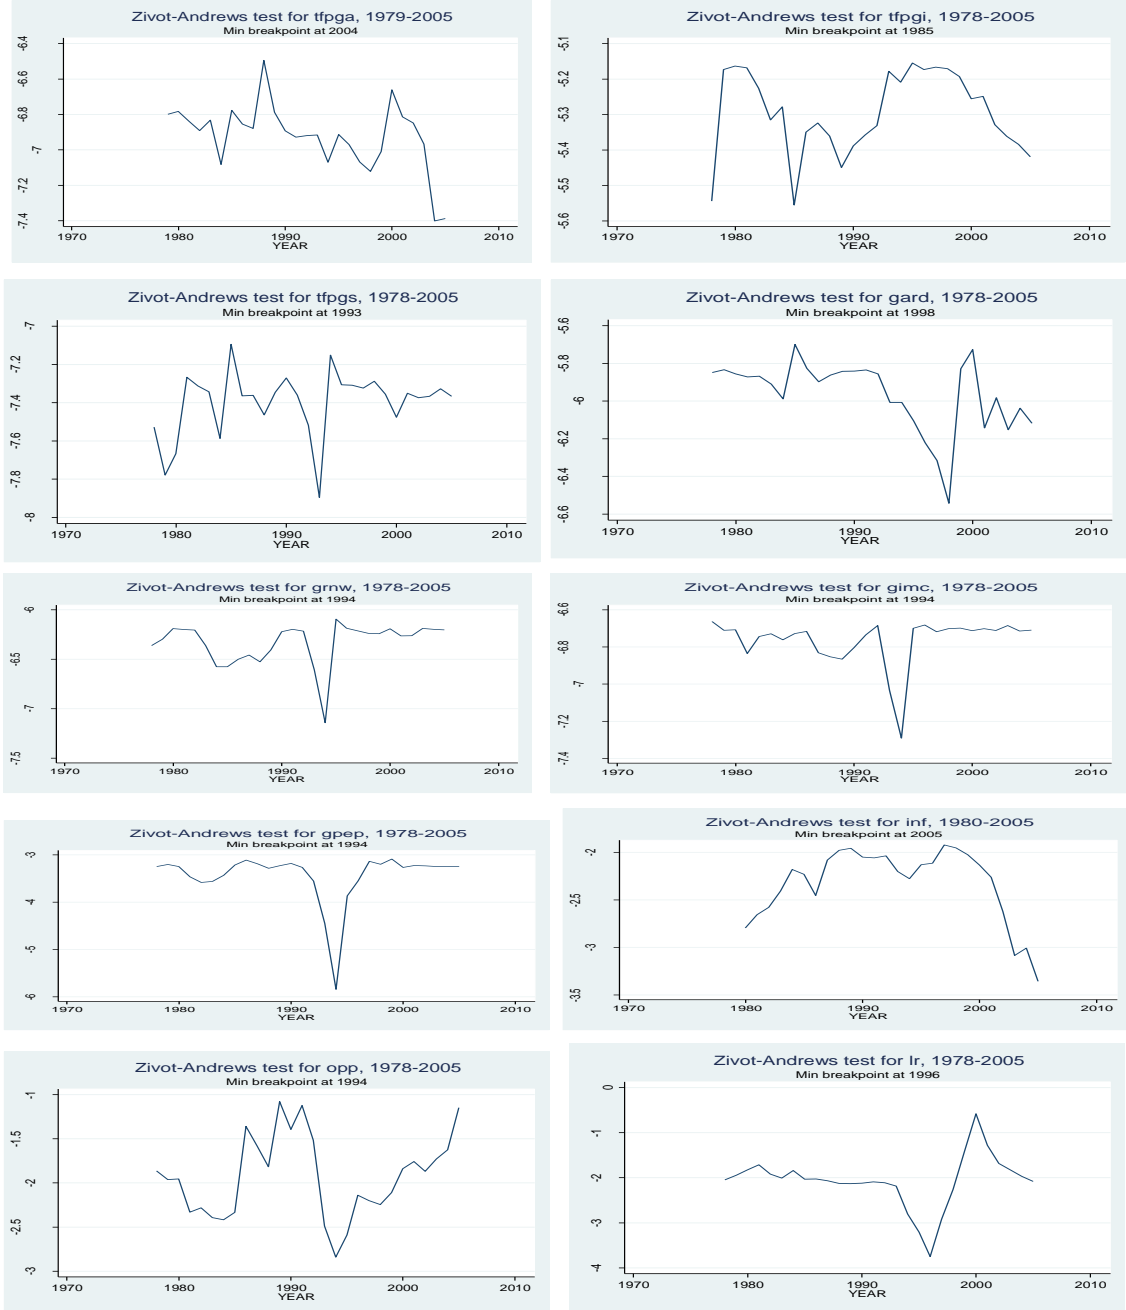 Zivot-Andrews test for tfpga, 1979-2005
Min breakpoint at 2004
-6.4
-6.6
-6.8
-7
-7.2
-7.4
1970 1980 1990 2000 2010
YEAR
Zivot-Andrews test for tfpgi, 1978-2005
Min breakpoint at 1985
-5.1
-5.2
-5.3
-5.4
-5.5
-5.6
1970 1980 1990 2000 2010
YEAR
Zivot-Andrews test for tfpgs, 1978-2005
Min breakpoint at 1993
-7
-7.2
-7.4
-7.6
-7.8
-8
1970 1980 1990 2000 2010
YEAR
Zivot-Andrews test for gard, 1978-2005
Min breakpoint at 1998
-5.6
-5.8
-6
-6.2
-6.4
-6.6
1970 1980 1990 2000 2010
YEAR
Zivot-Andrews test for grnw, 1978-2005
Min breakpoint at 1994
-6
-6.5
-7
-7.5
1970 1980 1990 2000 2010
YEAR
Zivot-Andrews test for gimc, 1978-2005
Min breakpoint at 1994
-6.6
-6.8
-7
-7.2
-7.4
1970 1980 1990 2000 2010
YEAR
Zivot-Andrews test for gpep, 1978-2005
Min breakpoint at 1994
-3
-4
-5
-6
1970 1980 1990 2000 2010
YEAR
Zivot-Andrews test for inf, 1980-2005
Min breakpoint at 2005
-2
-2.5
-3
-3.5
1970 1980 1990 2000 2010
YEAR
Zivot-Andrews test for opp, 1978-2005
Min breakpoint at 1994
-1
-1.5
-2
-2.5
-3
1970 1980 1990 2000 2010
YEAR
Zivot-Andrews test for lr, 1978-2005
Min breakpoint at 1996
0
-1
-2
-3
-4
1970 1980 1990 2000 2010
YEAR